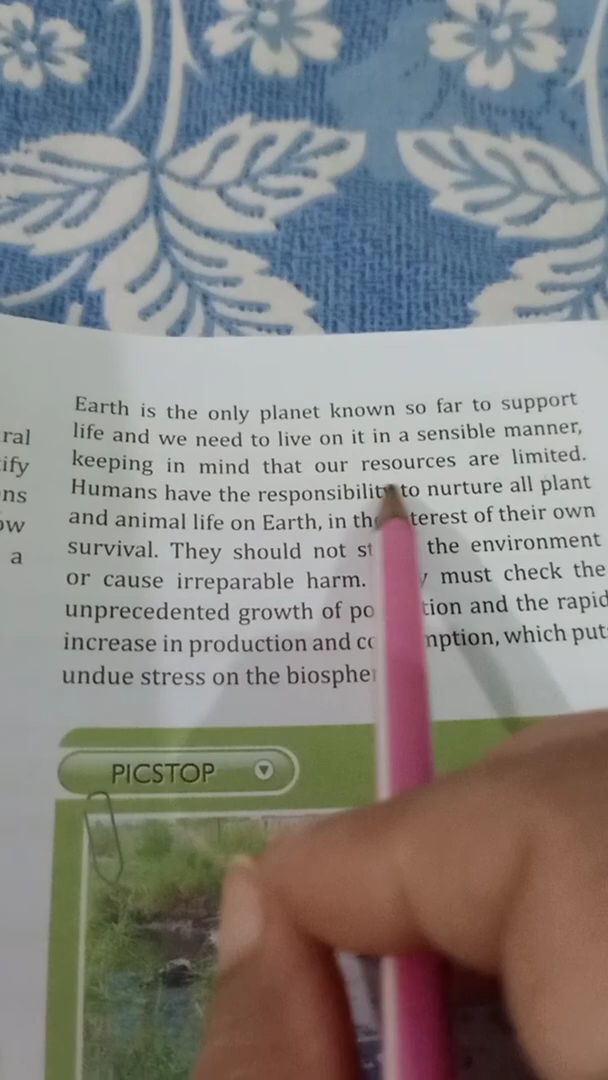 Earth is the only planet known so far to support
life and we need to live on it in a sensible manner,
keeping in mind that our resources are limited.
Humans have the responsibility to nurture all plant
and animal life on Earth, in the interest of their own
survival. They should not the environment
or cause irreparable harm. must check the
unprecedented growth of population and the rapid
increase in production and consumption, which put
undue stress on the biosphe
PICSTOP
ral
ify
ns
ow
a